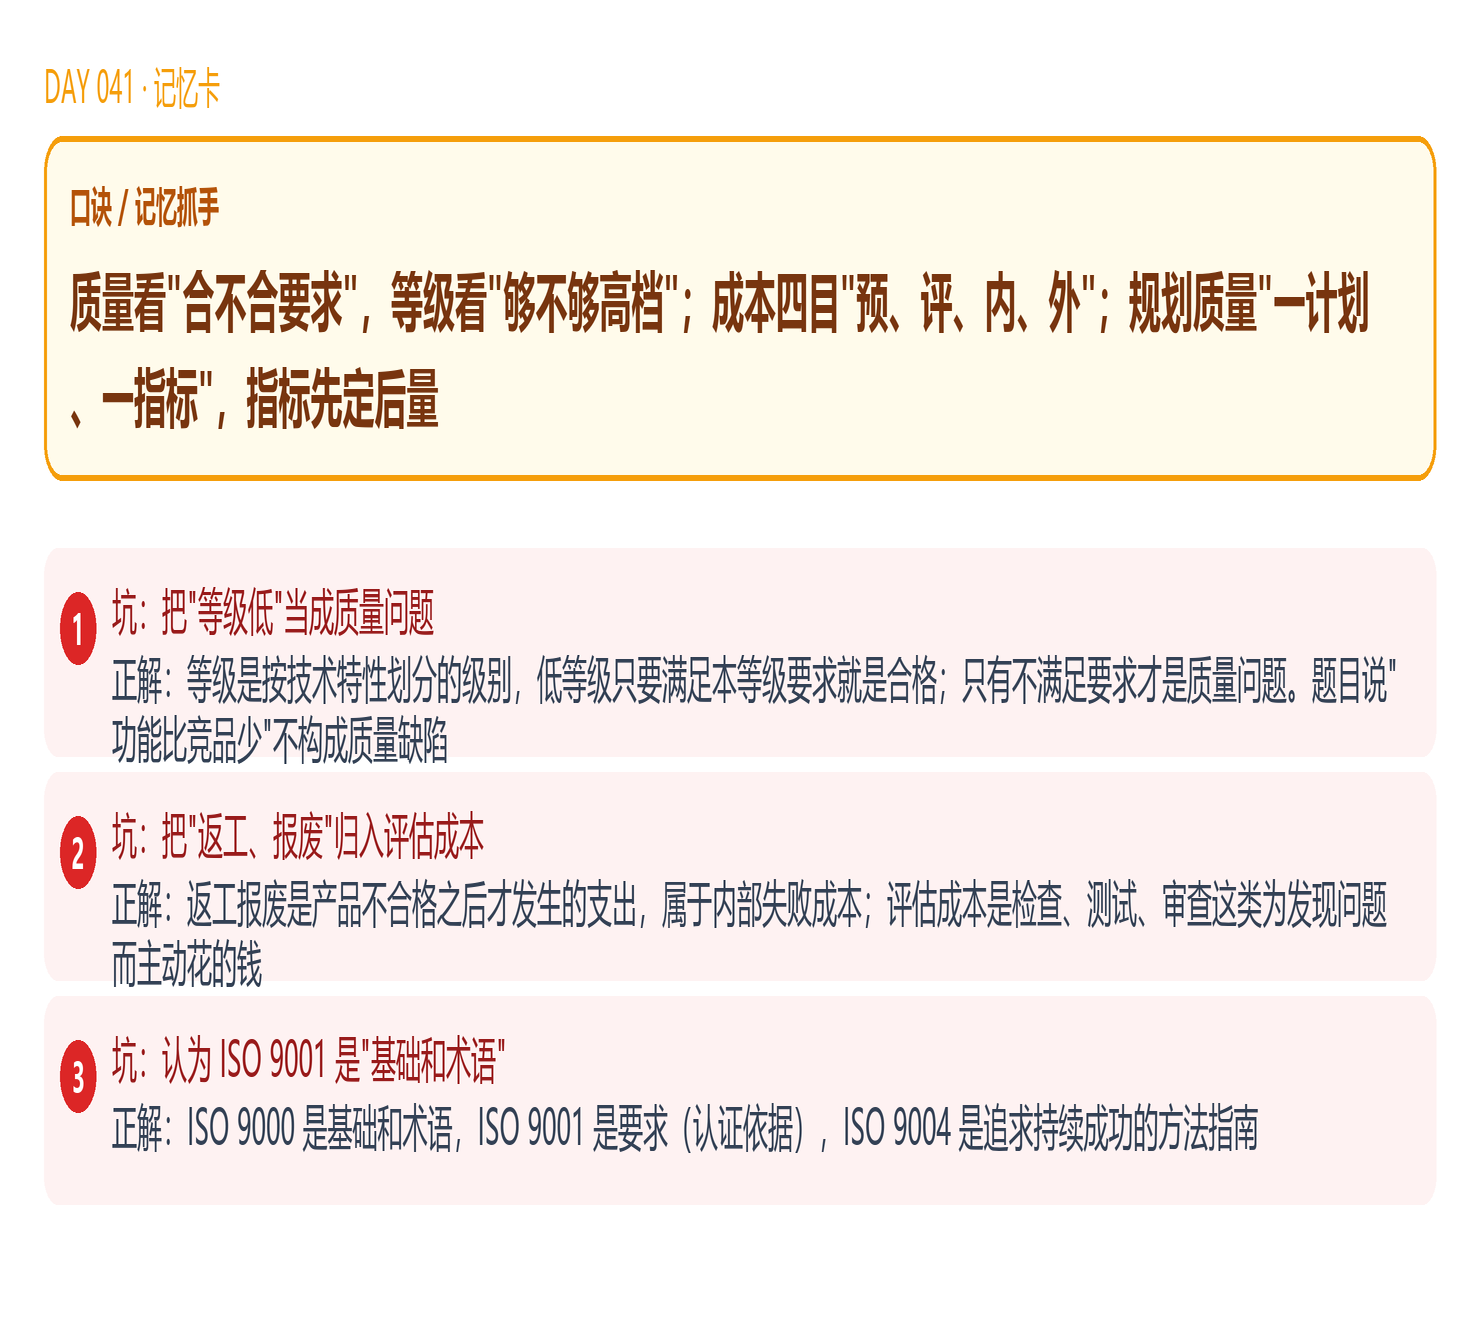 DAY 041 · 记忆卡
口诀 / 记忆抓手
质量看"合不合要求"，等级看"够不够高档"；成本四目"预、评、内、外"；规划质量"一计划
、一指标"，指标先定后量
1
坑：把"等级低"当成质量问题
正解：等级是按技术特性划分的级别，低等级只要满足本等级要求就是合格；只有不满足要求才是质量问题。题目说"
功能比竞品少"不构成质量缺陷
2
坑：把"返工、报废"归入评估成本
正解：返工报废是产品不合格之后才发生的支出，属于内部失败成本；评估成本是检查、测试、审查这类为发现问题
而主动花的钱
3
坑：认为 ISO 9001 是"基础和术语"
正解：ISO 9000 是基础和术语，ISO 9001 是要求（认证依据），ISO 9004 是追求持续成功的方法指南